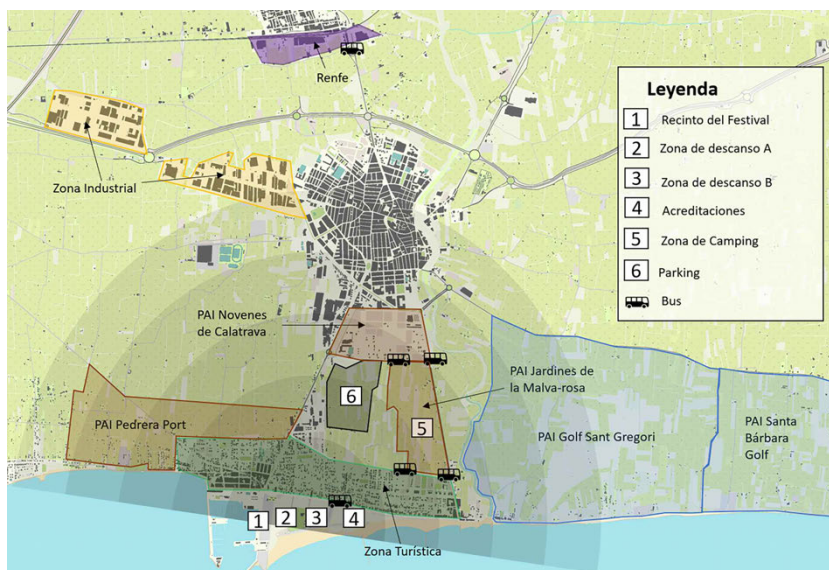 Renfe
Leyenda
1 Recinto del Festival
2 Zona de descanso A
3 Zona de descanso B
4 Acreditaciones
5 Zona de Camping
6 Parking
Bus
Zona Industrial
PAI Novenes
de Calatrava
PAI Jardines de
la Malva-rosa
6
PAI Pedrera Port
5
PAI Golf Sant Gregori
PAI Santa
Bárbara
Golf
1
2
3
4
Zona Turística